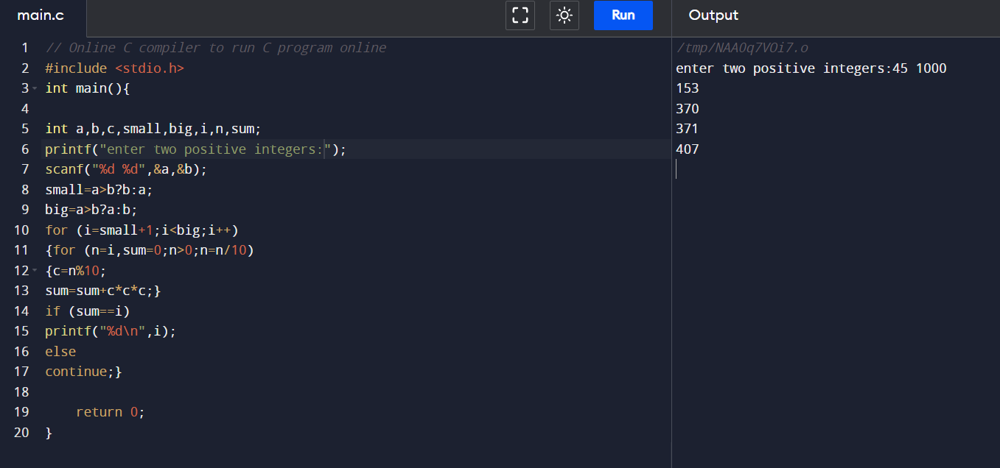 main.c
Run
Output
1 // Online C compiler to run C program online
2 #include <stdio.h>
3 int main(){
4
5 int a,b,c,small,big,i,n,sum;
6 printf("enter two positive integers:");
7 scanf("%d %d",&a,&b);
8 small=a>b?b:a;
9 big=a>b?a:b;
10 for (i=small+1;i<big;i++)
11 {for (n=i,sum=0;n>0;n=n/10)
12 {c=n%10;
13 sum=sum+c*c*c;}
14 if (sum==i)
15 printf("%d\n",i);
16 else
17 continue;}
18
19     return 0;
20 }
/tmp/NAA0q7VOi7.o
enter two positive integers:45 1000
153
370
371
407